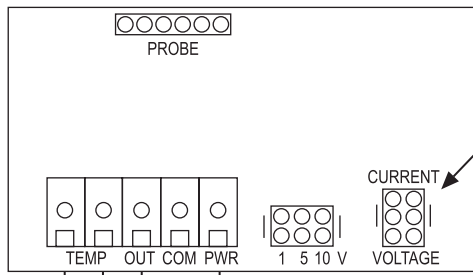 PROBE
CURRENT
TEMP OUT COM PWR
1 5 10 V
VOLTAGE